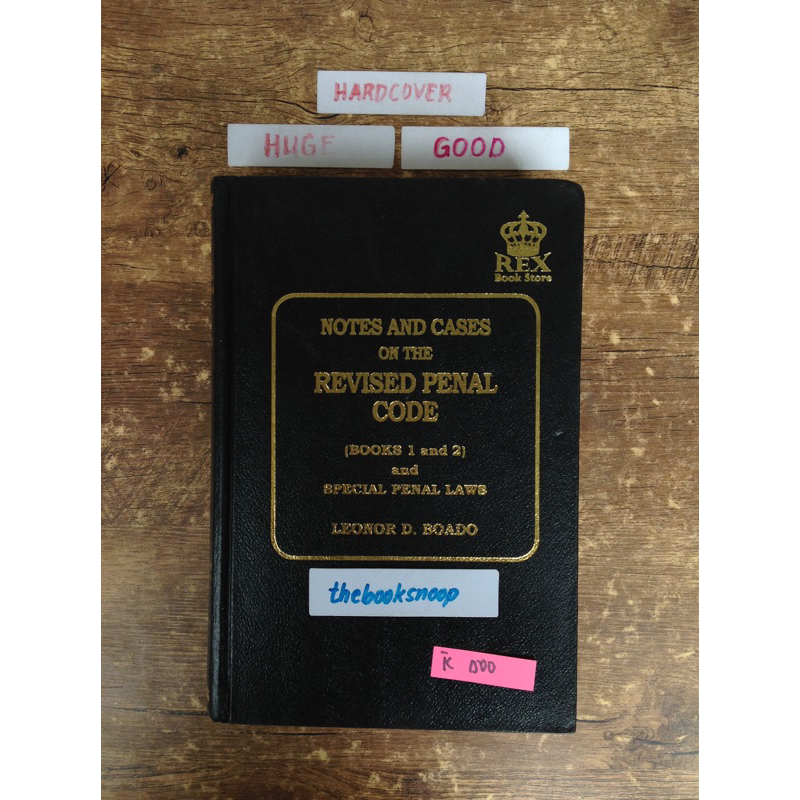 HARDCOVER
HUGE
GOOD
REX
Book Store
NOTES AND CASES
ON THE
REVISED PENAL
CODE
(BOOKS 1 and 2)
and
SPECIAL PENAL LAWS
LEONOR D. BOADO
thebooksnoop